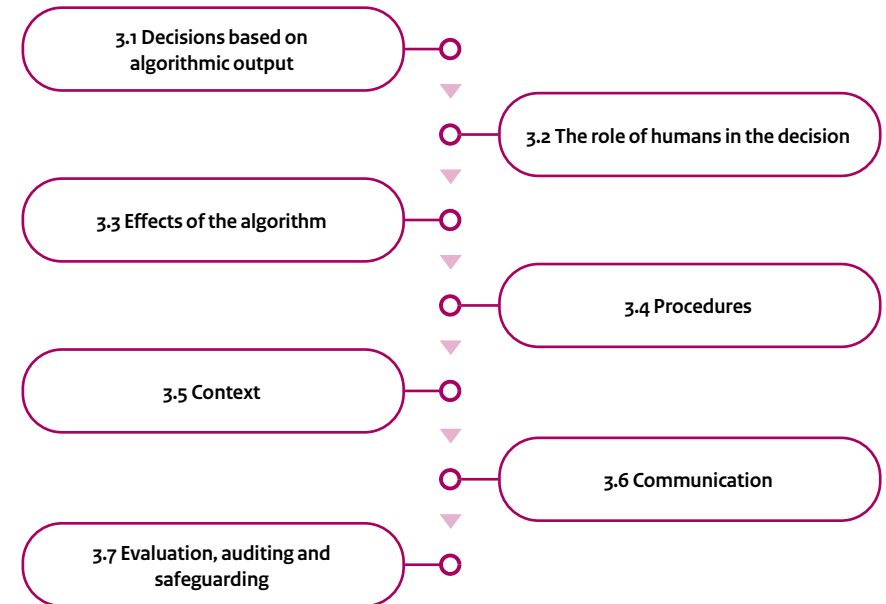 3.1 Decisions based on
algorithmic output
3.2 The role of humans in the decision
3.3 Effects of the algorithm
3.4 Procedures
3.5 Context
3.6 Communication
3.7 Evaluation, auditing and
safeguarding